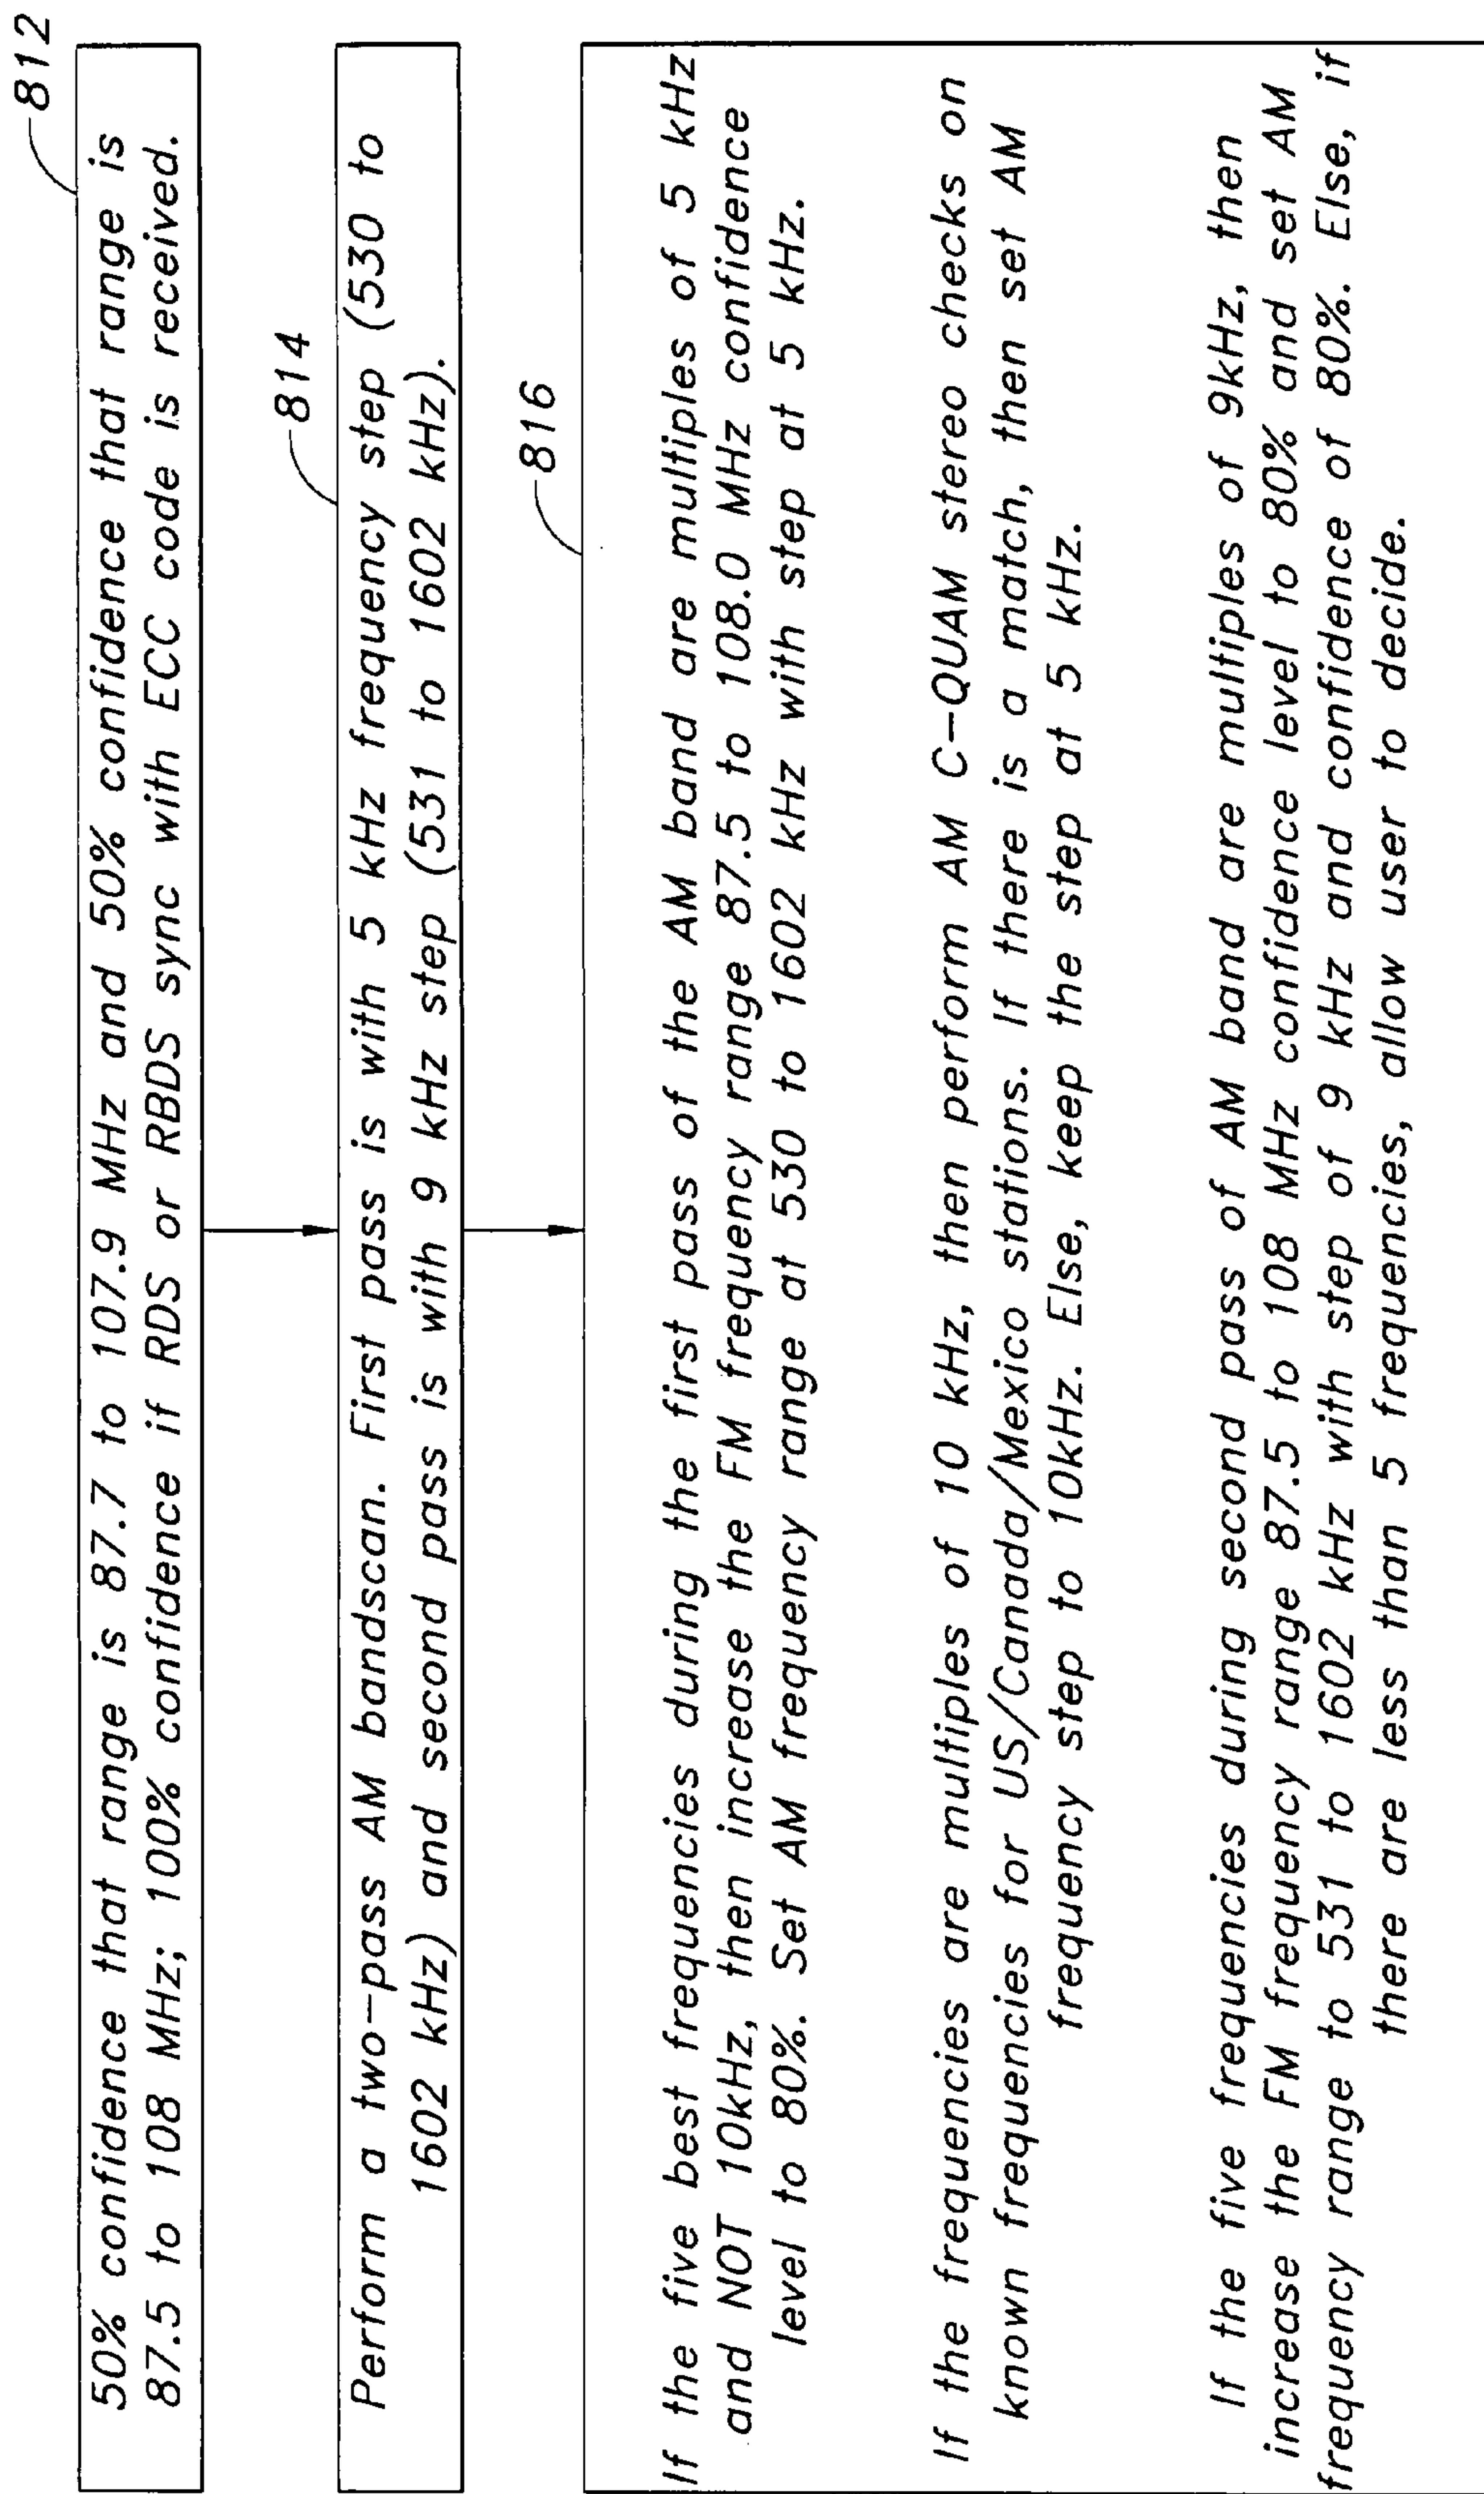 812
50% confidence that range is 87.7 to 107.9 MHz and 50% confidence that range is
87.5 to 108 MHz; 100% confidence if RDS or RBDS sync with ECC code is received.
814
Perform a two-pass AM bandscan. First pass is with 5 kHz frequency step (530 to
1602 kHz) and second pass is with 9 kHz step (531 to 1602 kHz).
816
If the five best frequencies during the first pass of the AM band are multiples of 5 kHz
and NOT 10kHz, then increase the FM frequency range 87.5 to 108.0 MHz confidence
level to 80%. Set AM frequency range at 530 to 1602 kHz with step at 5 kHz.
If the frequencies are multiples of 10 kHz, then perform AM C-QUAM stereo checks on
known frequencies for US/Canada/Mexico stations. If there is a match, then set AM
frequency step to 10kHz. Else, keep the step at 5 kHz.
If the five frequencies during second pass of AM band are multiples of 9kHz, then
increase the FM frequency range 87.5 to 108 MHz confidence level to 80% and set AM
frequency range to 531 to 1602 kHz with step of 9 kHz and confidence of 80%. Else, if
there are less than 5 frequencies, allow user to decide.